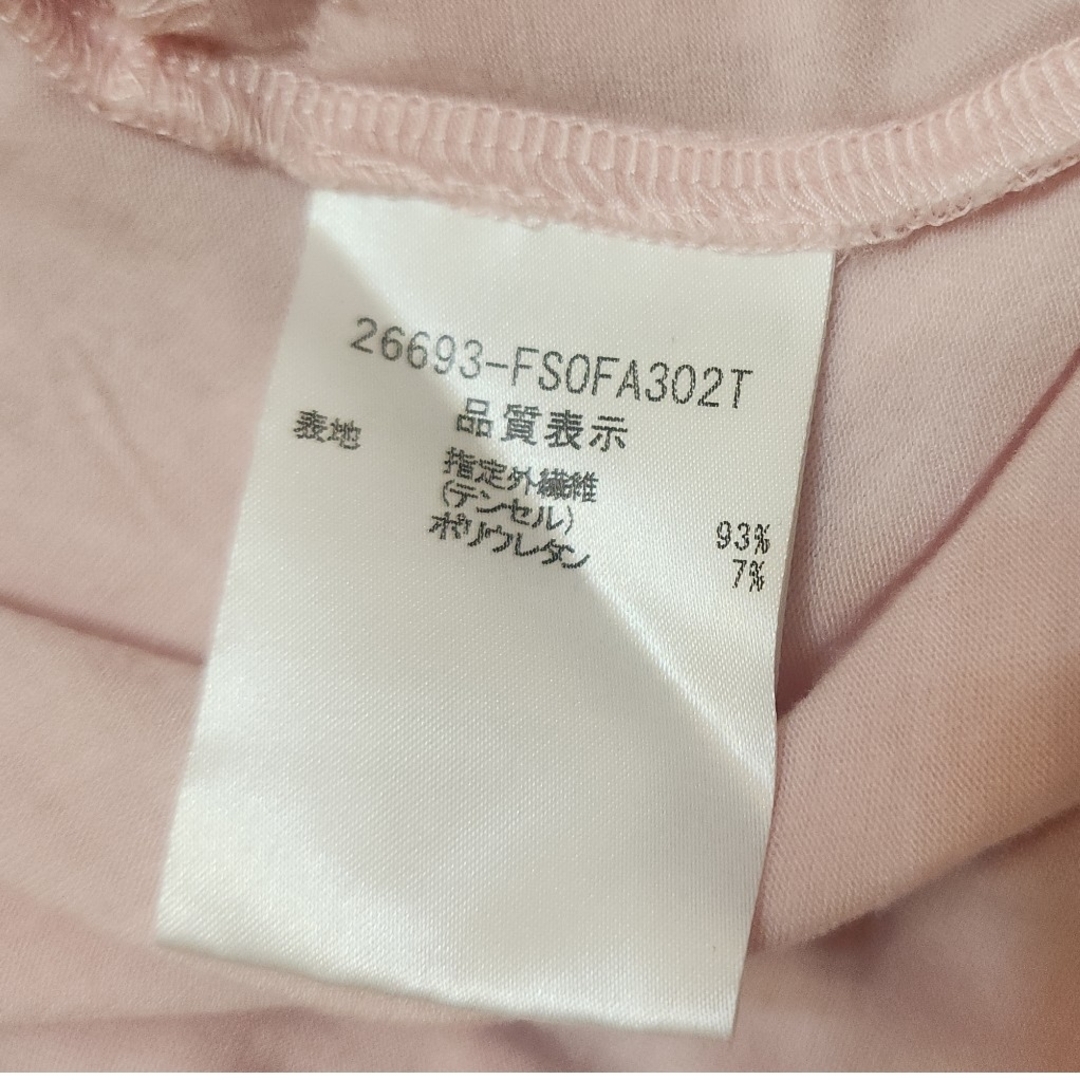 26693-FS0FA302T
品質表示
表地
指定外繊維
(テンセル) 93%
ポリウレタン 7%